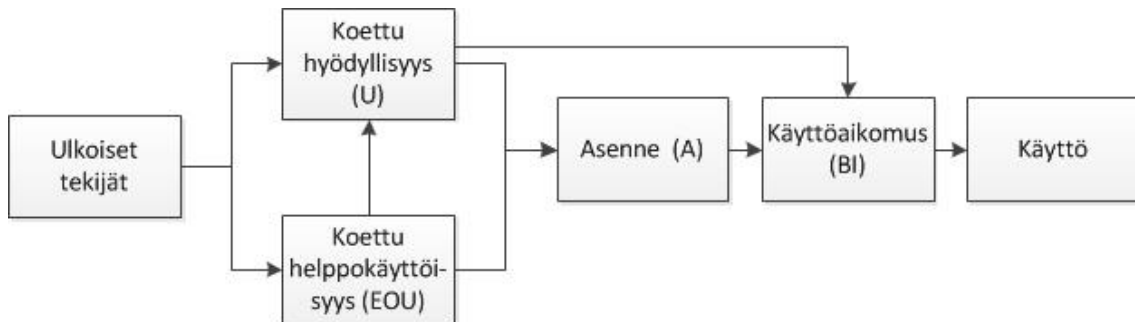 Ulkoiset
tekijät
Koettu
hyödyllisyys
(U)
Koettu
helppokäyttöi-
syys (EOU)
Asenne (A)
Käyttöaikomus
(BI)
Käyttö